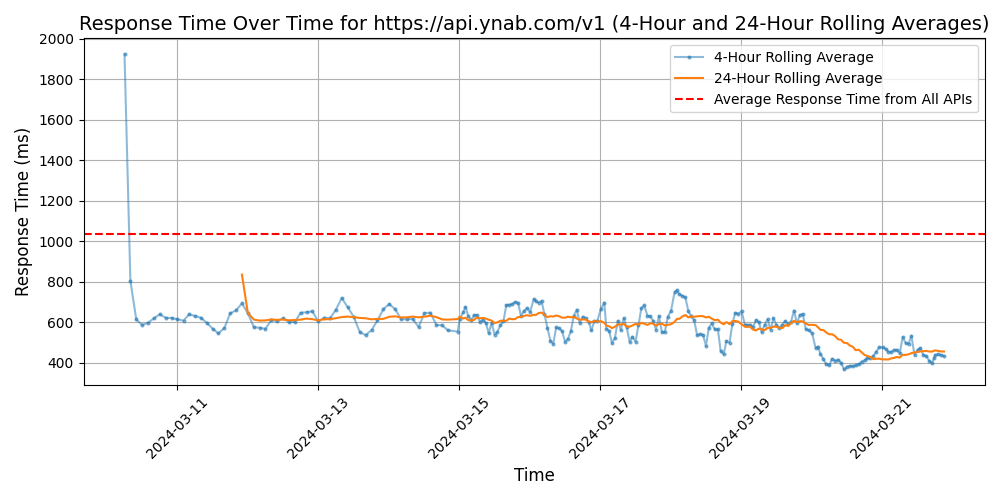 Response Time Over Time for https://api.ynab.com/v1 (4-Hour and 24-Hour Rolling Averages)
4-Hour Rolling Average
24-Hour Rolling Average
Average Response Time from All APIs
Response Time (ms)
2000
1800
1600
1400
1200
1000
800
600
400
2024-03-11
2024-03-13
2024-03-15
2024-03-17
2024-03-19
2024-03-21
Time